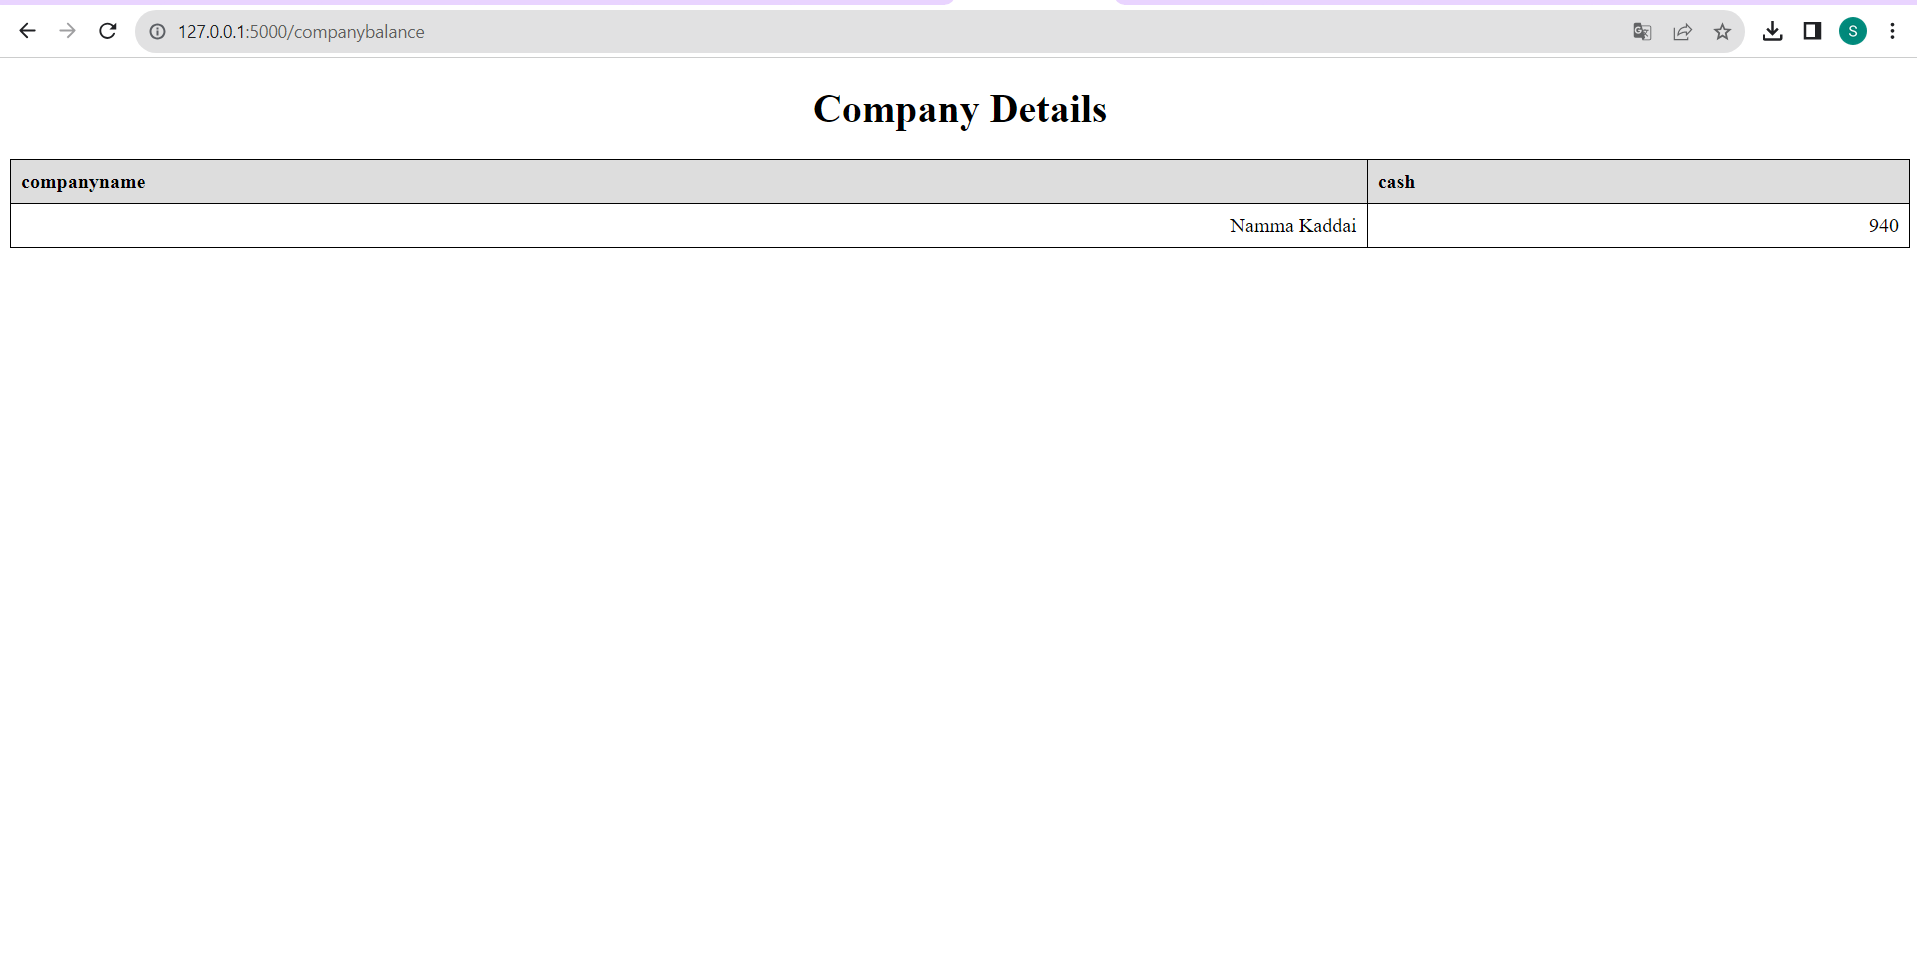 127.0.0.1:5000/companybalance
S
Company Details
companyname cash
Namma Kaddai 940